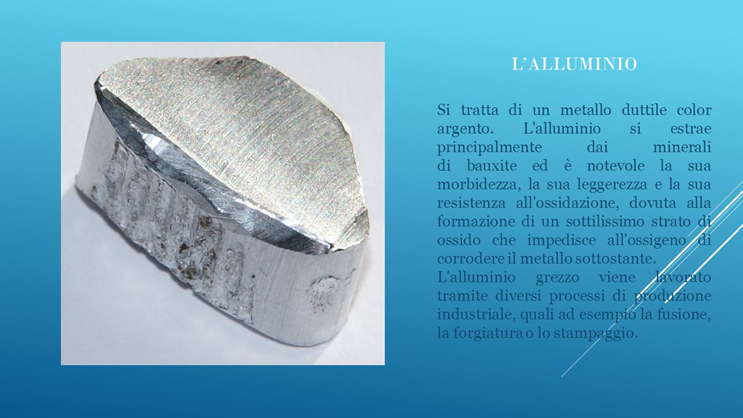 L’ALLUMINIO
Si tratta di un metallo duttile color
argento. L'alluminio si estrae
principalmente dai minerali
di bauxite ed è notevole la sua
morbidezza, la sua leggerezza e la sua
resistenza all'ossidazione, dovuta alla
formazione di un sottilissimo strato di
ossido che impedisce all'ossigeno di
corrodere il metallo sottostante.
L'alluminio grezzo viene lavorato
tramite diversi processi di produzione
industriale, quali ad esempio la fusione,
la forgiatura o lo stampaggio.